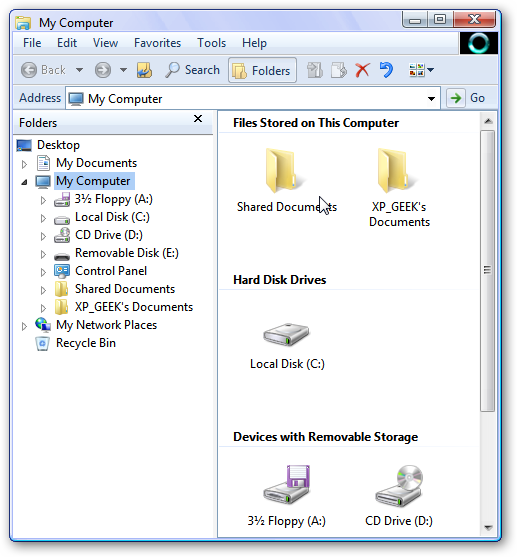 My Computer
File Edit View Favorites Tools Help
Back Search Folders
Address My Computer Go
Folders
Desktop
My Documents
My Computer
3½ Floppy (A:)
Local Disk (C:)
CD Drive (D:)
Removable Disk (E:)
Control Panel
Shared Documents
XP_GEEK's Documents
My Network Places
Recycle Bin
Files Stored on This Computer
Shared Documents
XP_GEEK's
Documents
Hard Disk Drives
Local Disk (C:)
Devices with Removable Storage
3½ Floppy (A:)
CD Drive (D:)